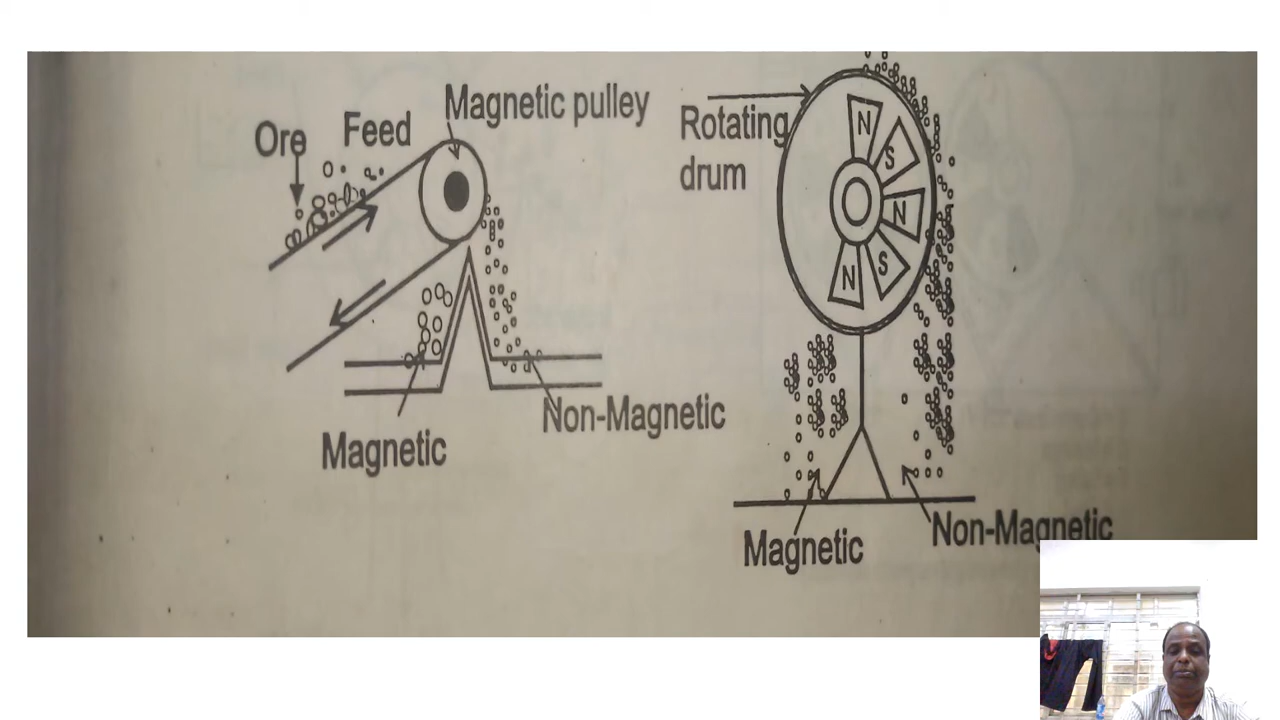 Magnetic pulley
Ore
Feed
Magnetic
Non-Magnetic
Rotating
drum
N
S
N
S
N
Magnetic
Non-Magnetic